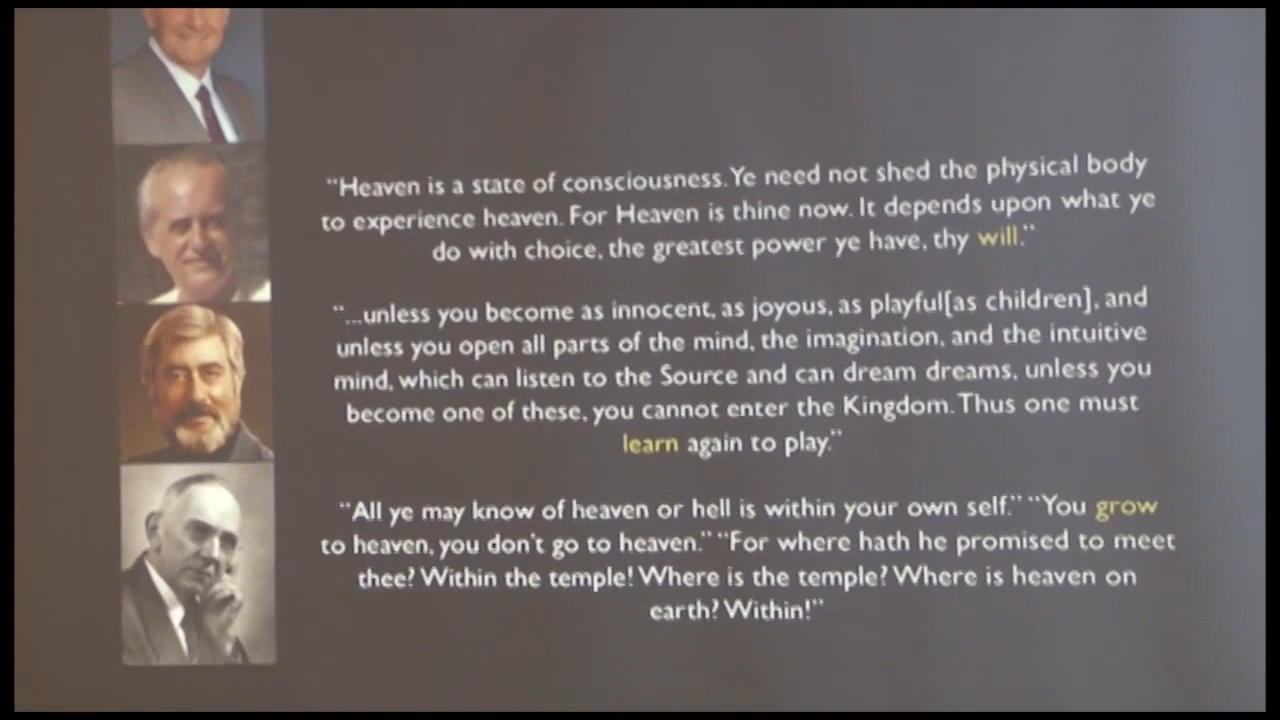 "Heaven is a state of consciousness. Ye need not shed the physical body
to experience heaven. For Heaven is thine now. It depends upon what ye
do with choice, the greatest power ye have, thy will."
"...unless you become as innocent, as joyous, as playful[as children], and
unless you open all parts of the mind, the imagination, and the intuitive
mind, which can listen to the Source and can dream dreams, unless you
become one of these, you cannot enter the Kingdom. Thus one must
learn again to play."
"All ye may know of heaven or hell is within your own self." "You grow
to heaven, you don't go to heaven." "For where hath he promised to meet
thee? Within the temple! Where is the temple? Where is heaven on
earth? Within!"